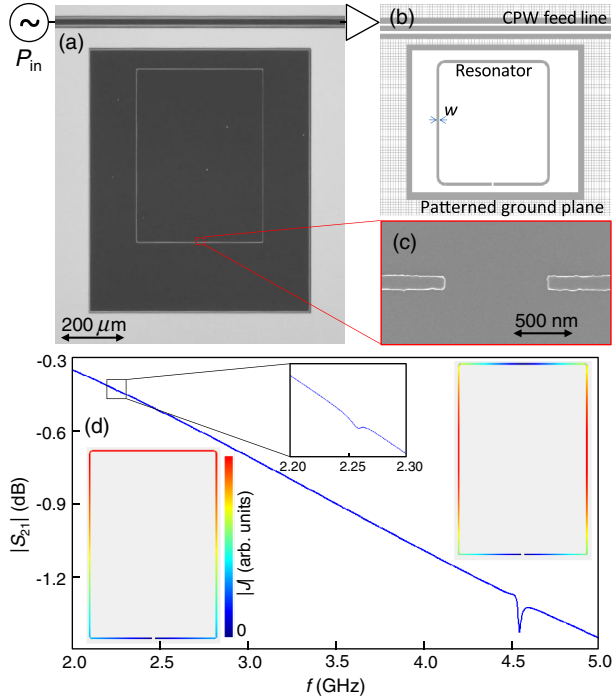 ~
P_in
(a)
200 μm
(b)
CPW feed line
Resonator
w
Patterned ground plane
(c)
500 nm
(d)
|S21| (dB)
-0.3
-0.6
-0.9
-1.2
2.20 2.25 2.30
|J| (arb. units)
0
2.0 2.5 3.0 3.5 4.0 4.5 5.0
f (GHz)